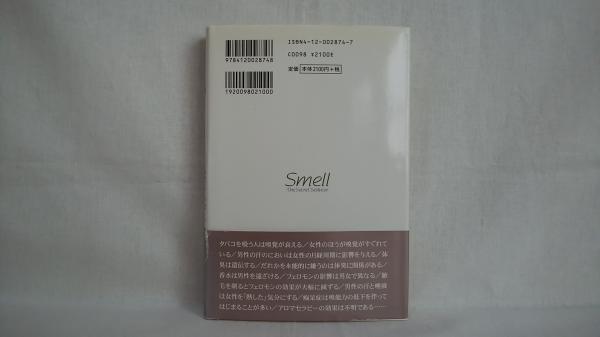 ISBN4-12-002874-7
C0098 ¥2100E
定価 本体2100円+税
9784120028748
1920098021000
Smell
The Secret Seducer
タバコを吸う人は嗅覚が衰える／女性のほうが嗅覚がすぐれて
いる／男性の汗のにおいは女性の月経周期に影響を与える／体
臭は遺伝する／だれかを本能的に嫌うのは体臭に関係がある／
香水は男性を遠ざける／フェロモンの影響は男女で異なる／腋
毛を剃るとフェロモンの効果が大幅に減ずる／男性の汗と唾液
は女性を「熱した」気分にする／痴呆症は嗅能力の低下を伴って
はじまることが多い／アロマセラピーの効果は不明である……